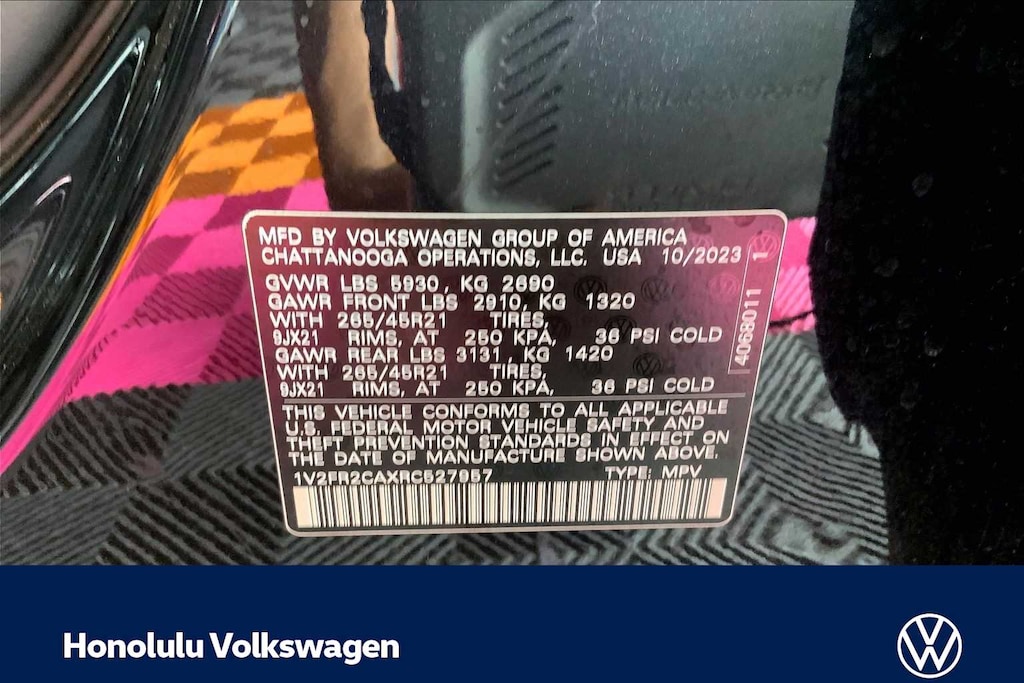 MFD BY VOLKSWAGEN GROUP OF AMERICA
CHATTANOOGA OPERATIONS, LLC. USA 10/2023
GVWR LBS 5930, KG 2690
GAWR FRONT LBS 2910, KG 1320
WITH 265/45R21 TIRES,
9JX21 RIMS, AT 250 KPA, 36 PSI COLD
GAWR REAR LBS 3131, KG 1420
WITH 265/45R21 TIRES,
9JX21 RIMS, AT 250 KPA, 36 PSI COLD
THIS VEHICLE CONFORMS TO ALL APPLICABLE
U.S. FEDERAL MOTOR VEHICLE SAFETY AND
THEFT PREVENTION STANDARDS IN EFFECT ON
THE DATE OF MANUFACTURE SHOWN ABOVE.
1V2FR2CAXRC527957 TYPE: MPV
4068011 1
Honolulu Volkswagen